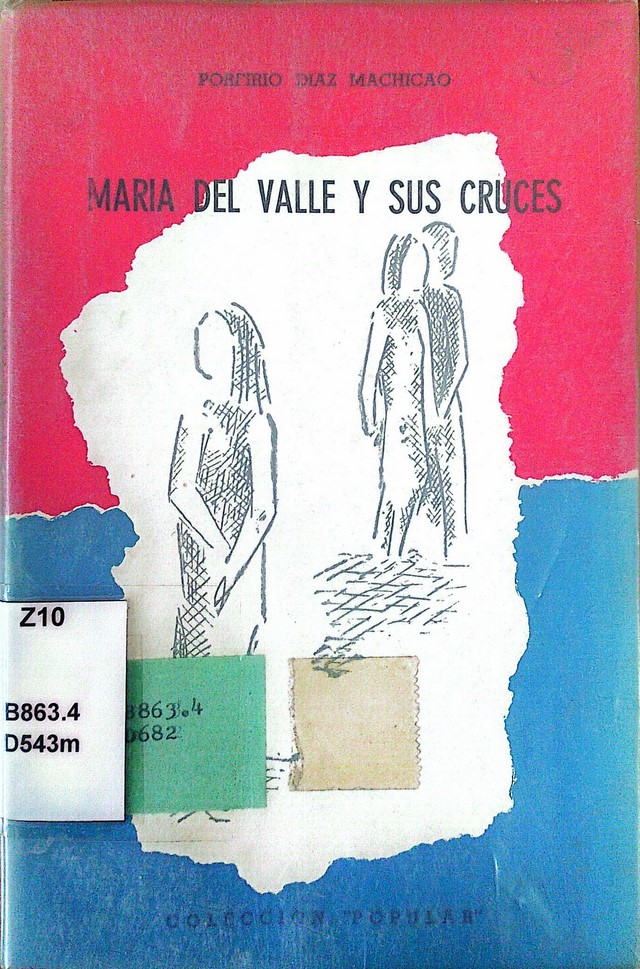 PORFIRIO DIAZ MACHICAO
MARIA DEL VALLE Y SUS CRUCES
Z10
B863.4
D543m
B863.4
D682
COLECCION "POPULAR"